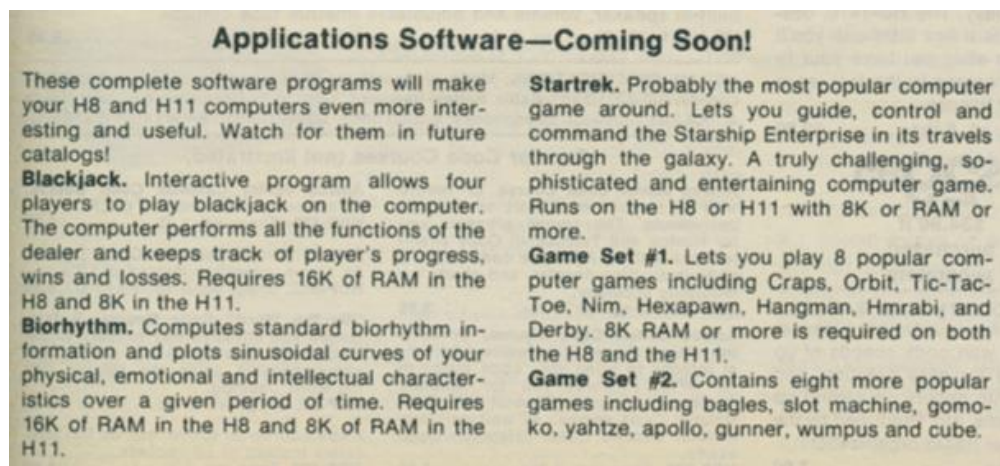 Applications Software—Coming Soon!
These complete software programs will make
your H8 and H11 computers even more inter-
esting and useful. Watch for them in future
catalogs!
Blackjack. Interactive program allows four
players to play blackjack on the computer.
The computer performs all the functions of the
dealer and keeps track of player's progress,
wins and losses. Requires 16K of RAM in the
H8 and 8K in the H11.
Biorhythm. Computes standard biorhythm in-
formation and plots sinusoidal curves of your
physical, emotional and intellectual character-
istics over a given period of time. Requires
16K of RAM in the H8 and 8K of RAM in the
H11.
Startrek. Probably the most popular computer
game around. Lets you guide, control and
command the Starship Enterprise in its travels
through the galaxy. A truly challenging, so-
phisticated and entertaining computer game.
Runs on the H8 or H11 with 8K or RAM or
more.
Game Set #1. Lets you play 8 popular com-
puter games including Craps, Orbit, Tic-Tac-
Toe, Nim, Hexapawn, Hangman, Hmrabi, and
Derby. 8K RAM or more is required on both
the H8 and the H11.
Game Set #2. Contains eight more popular
games including bagles, slot machine, gomo-
ko, yahtze, apollo, gunner, wumpus and cube.